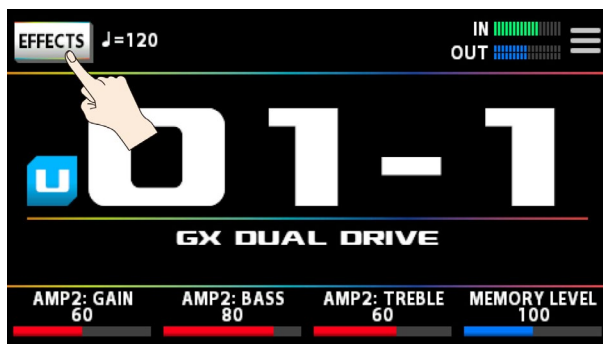 EFFECTS ♩=120
IN
OUT
U 01-1
GX DUAL DRIVE
AMP2: GAIN AMP2: BASS AMP2: TREBLE MEMORY LEVEL
60 80 60 100